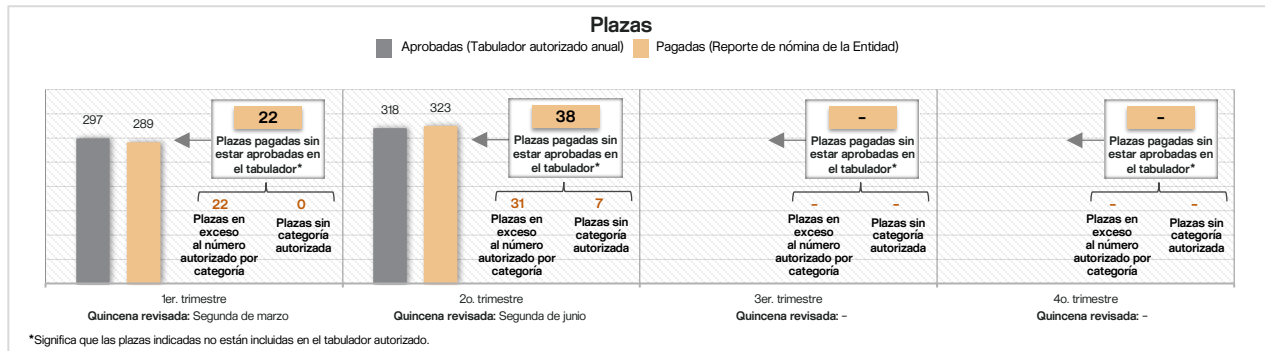 Plazas
Aprobadas (Tabulador autorizado anual)
Pagadas (Reporte de nómina de la Entidad)
297
289
22
Plazas pagadas sin
estar aprobadas en
el tabulador*
22
Plazas en
exceso
al número
autorizado por
categoría
0
Plazas sin
categoría
autorizada
318
323
38
Plazas pagadas sin
estar aprobadas en
el tabulador*
31
Plazas en
exceso
al número
autorizado por
categoría
7
Plazas sin
categoría
autorizada
-
Plazas pagadas sin
estar aprobadas en
el tabulador*
-
Plazas en
exceso
al número
autorizado por
categoría
-
Plazas sin
categoría
autorizada
-
Plazas pagadas sin
estar aprobadas en
el tabulador*
-
Plazas en
exceso
al número
autorizado por
categoría
-
Plazas sin
categoría
autorizada
1er. trimestre
Quincena revisada: Segunda de marzo
2o. trimestre
Quincena revisada: Segunda de junio
3er. trimestre
Quincena revisada: -
4o. trimestre
Quincena revisada: -
*Significa que las plazas indicadas no están incluidas en el tabulador autorizado.